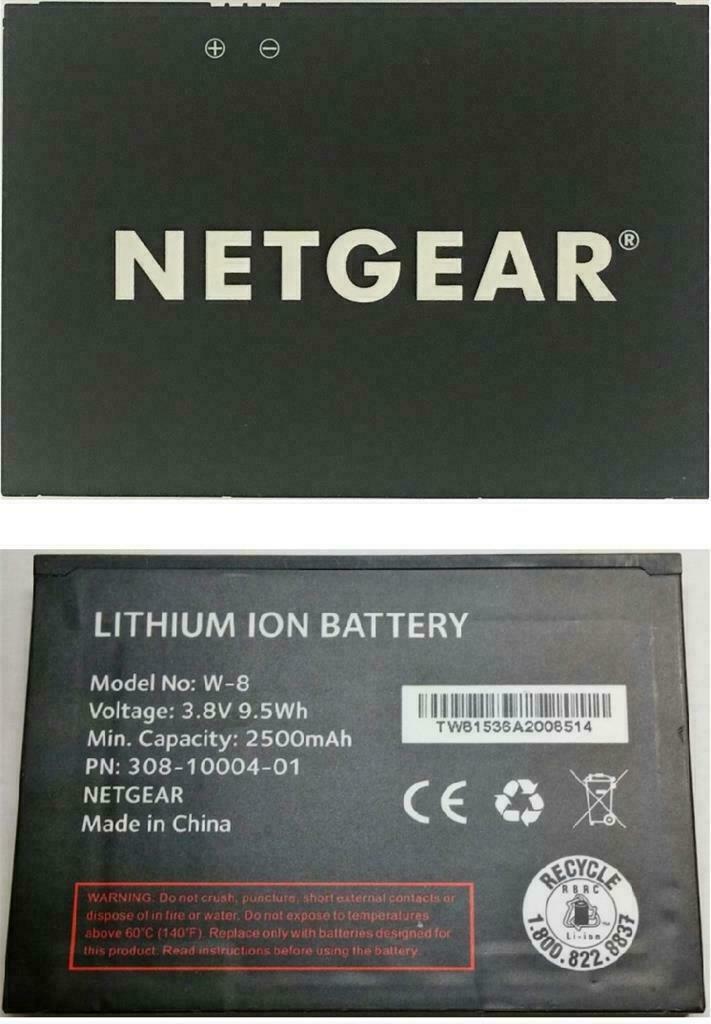 NETGEAR®
LITHIUM ION BATTERY
Model No: W-8
Voltage: 3.8V 9.5Wh
Min. Capacity: 2500mAh
PN: 308-10004-01
NETGEAR
Made in China
TW81536A2006514
CE
WARNING. Do not crush, puncture, short external contacts or
dispose of in fire or water. Do not expose to temperatures
above 60°C (140°F). Replace only with batteries designed for
this product. Read instructions before using the battery.
RECYCLE
RBRC
Li-ion
1.800.822.8837